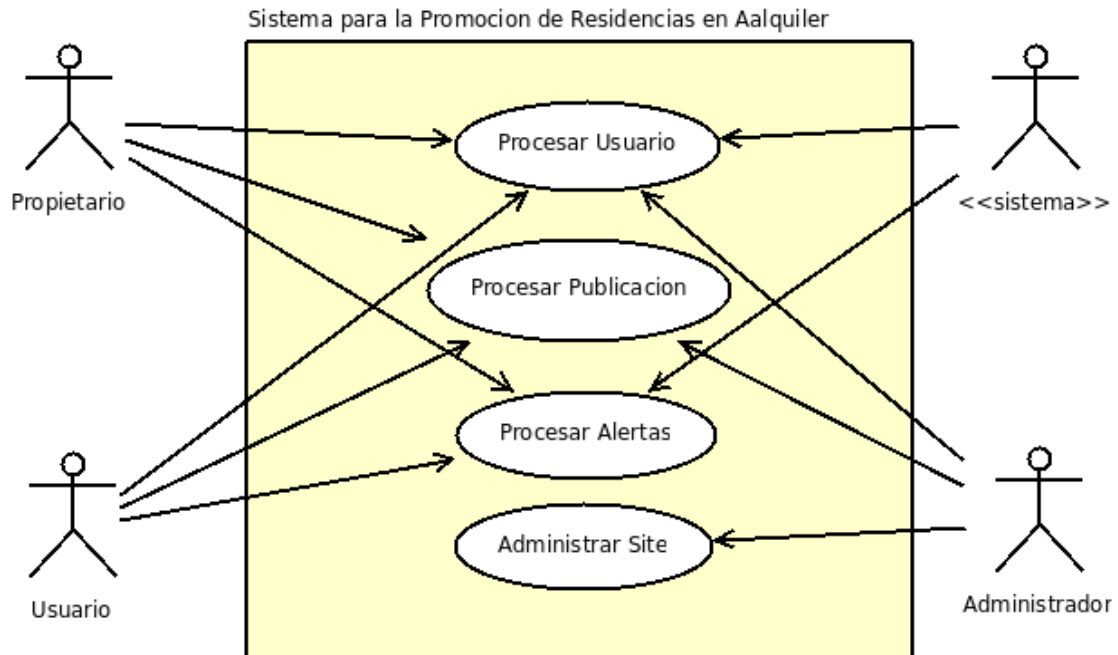 Sistema para la Promocion de Residencias en Aalquiler
Procesar Usuario
Propietario
<<sistema>>
Procesar Publicacion
Procesar Alertas
Administrar Site
Usuario
Administrador